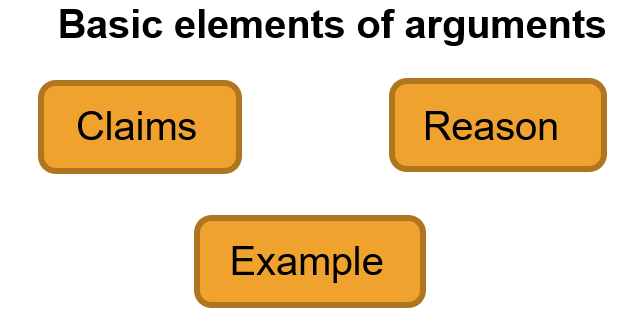 Basic elements of arguments
Claims
Reason
Example